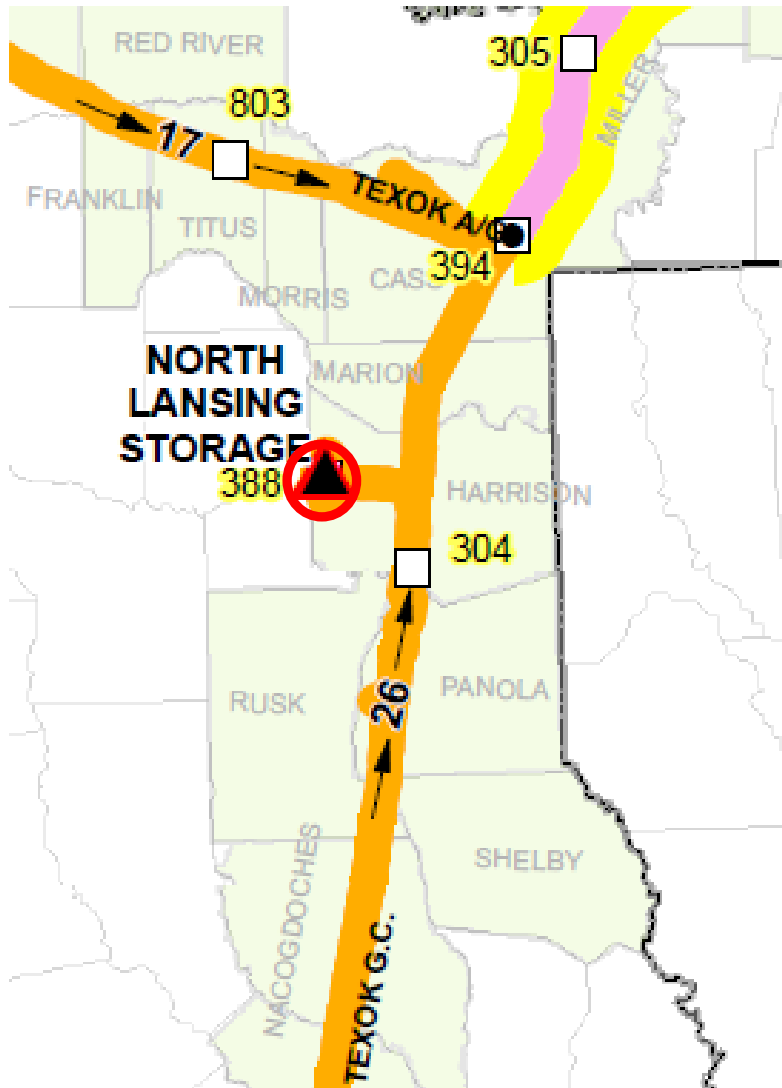 RED RIVER
305
MILLER
803
17
FRANKLIN
TEXOK A/G
TITUS
394
CASS
MORRIS
NORTH
LANSING
STORAGE
MARION
388
HARRISON
304
RUSK
26
PANOLA
SHELBY
NACOGDOCHES
TEXOK G.C.